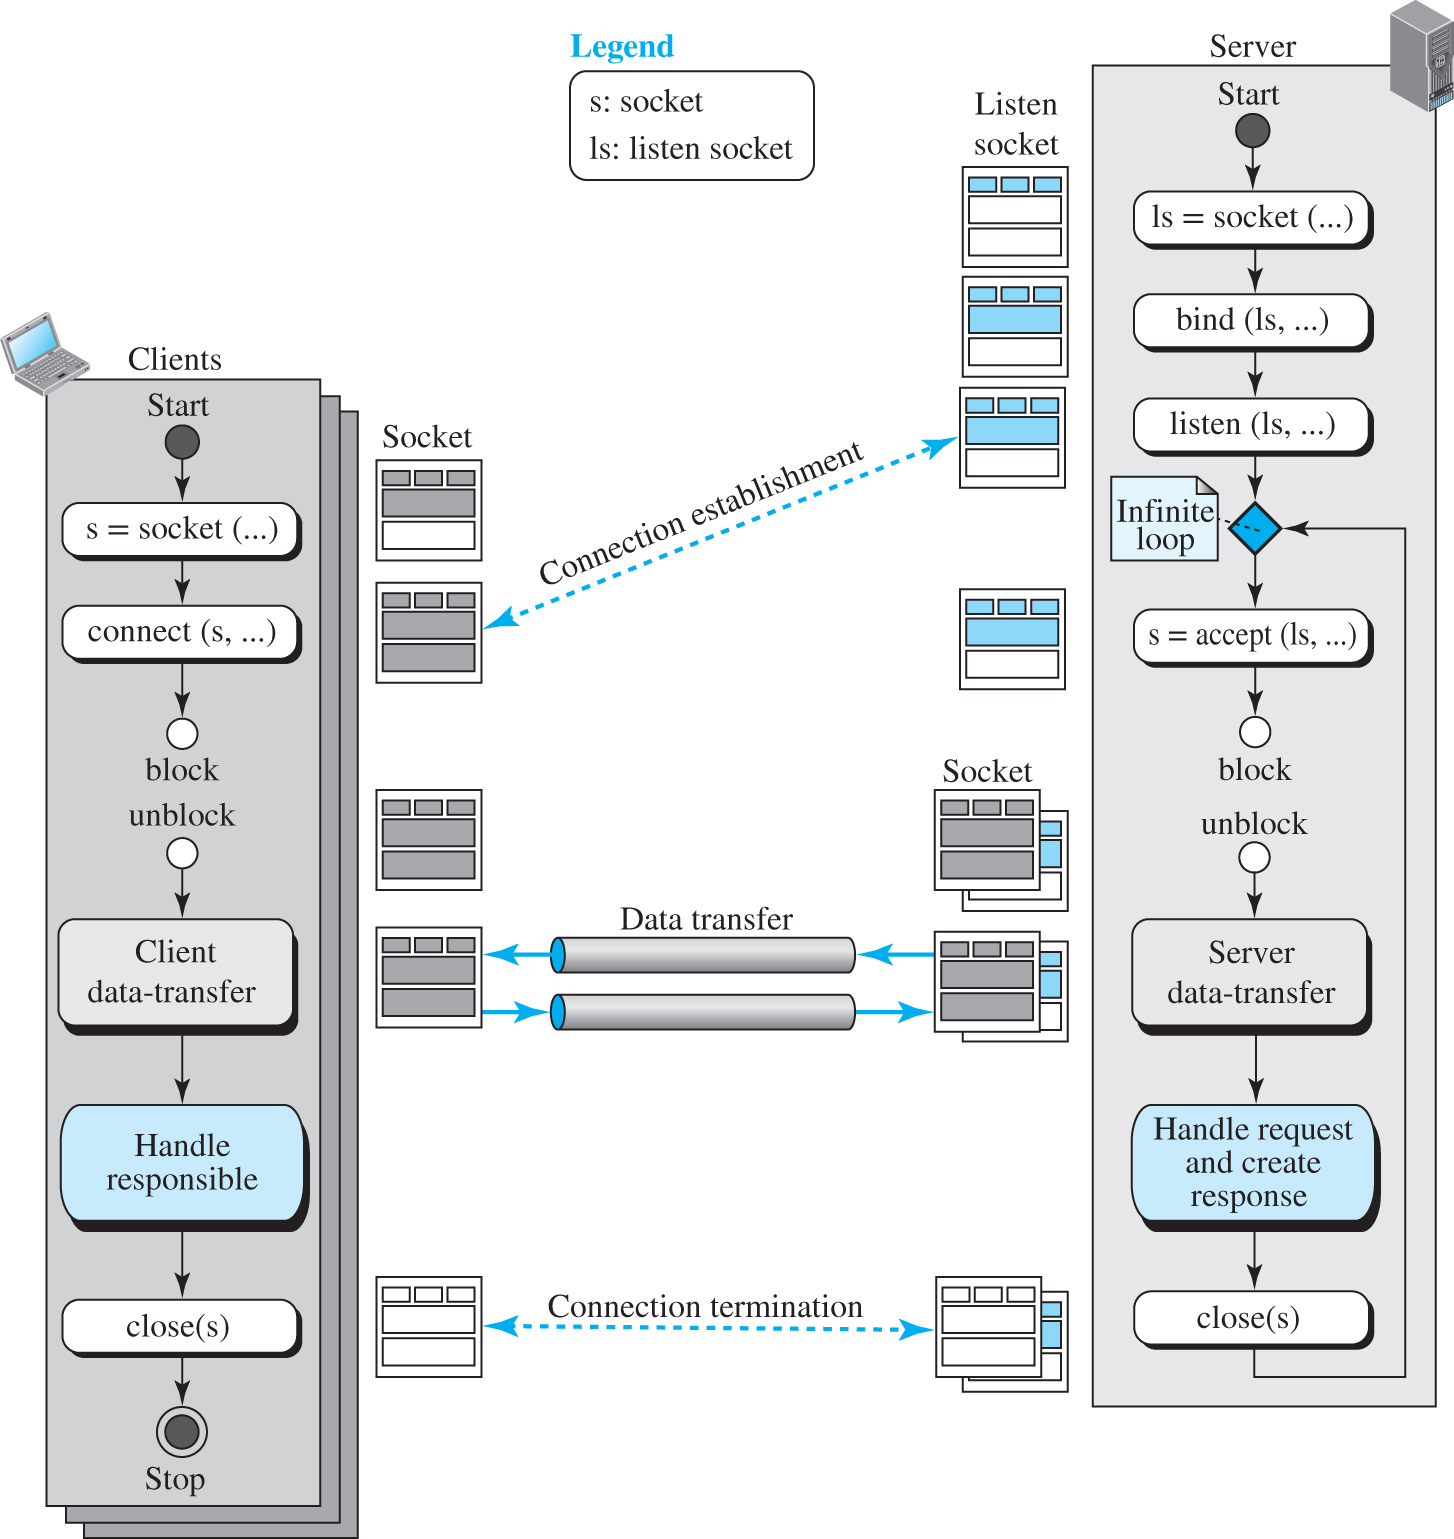 Legend
s: socket
ls: listen socket
Server
Start
Listen
socket
ls = socket (...)
bind (ls, ...)
listen (ls, ...)
Infinite
loop
s = accept (ls, ...)
block
unblock
Server
data-transfer
Handle request
and create
response
close(s)
Clients
Start
Socket
s = socket (...)
connect (s, ...)
block
unblock
Client
data-transfer
Handle
responsible
close(s)
Stop
Connection establishment
Socket
Data transfer
Connection termination